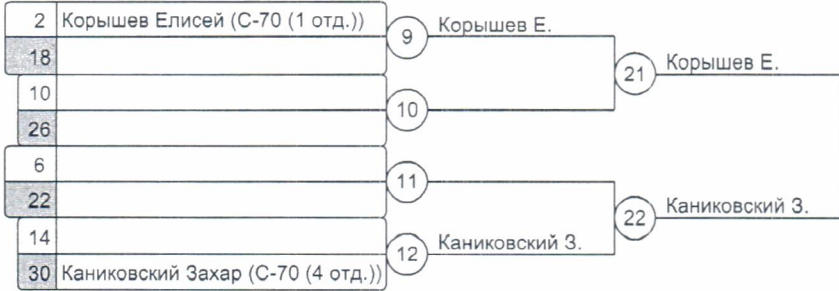 2 Корышев Елисей (С-70 (1 отд.))
9 Корышев Е.
18
21 Корышев Е.
10
10
26
6
11
22
22 Каниковский З.
14
12 Каниковский З.
30 Каниковский Захар (С-70 (4 отд.))